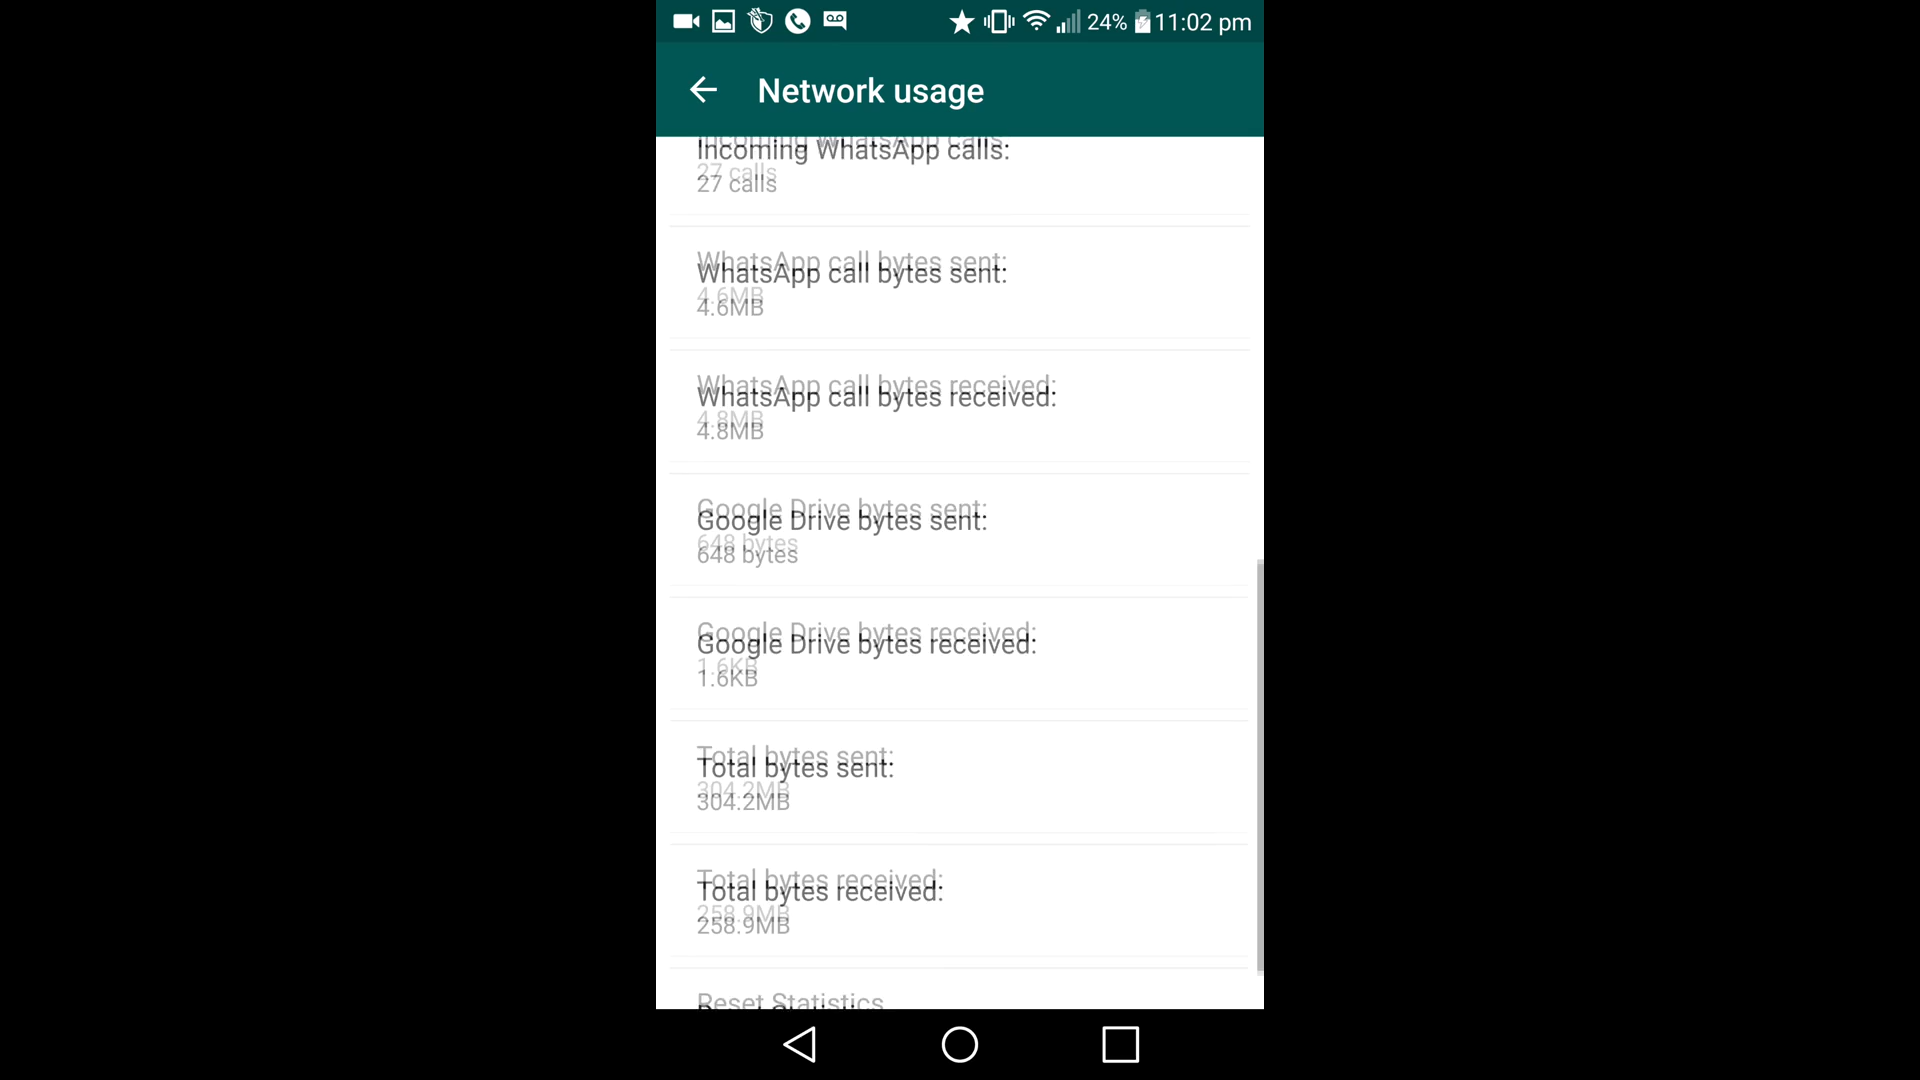 24% 11:02 pm
Network usage
Incoming WhatsApp calls:
27 calls
WhatsApp call bytes sent:
4.6MB
WhatsApp call bytes received:
4.8MB
Google Drive bytes sent:
648 bytes
Google Drive bytes received:
1.6KB
Total bytes sent:
304.2MB
Total bytes received:
258.9MB
Reset Statistics